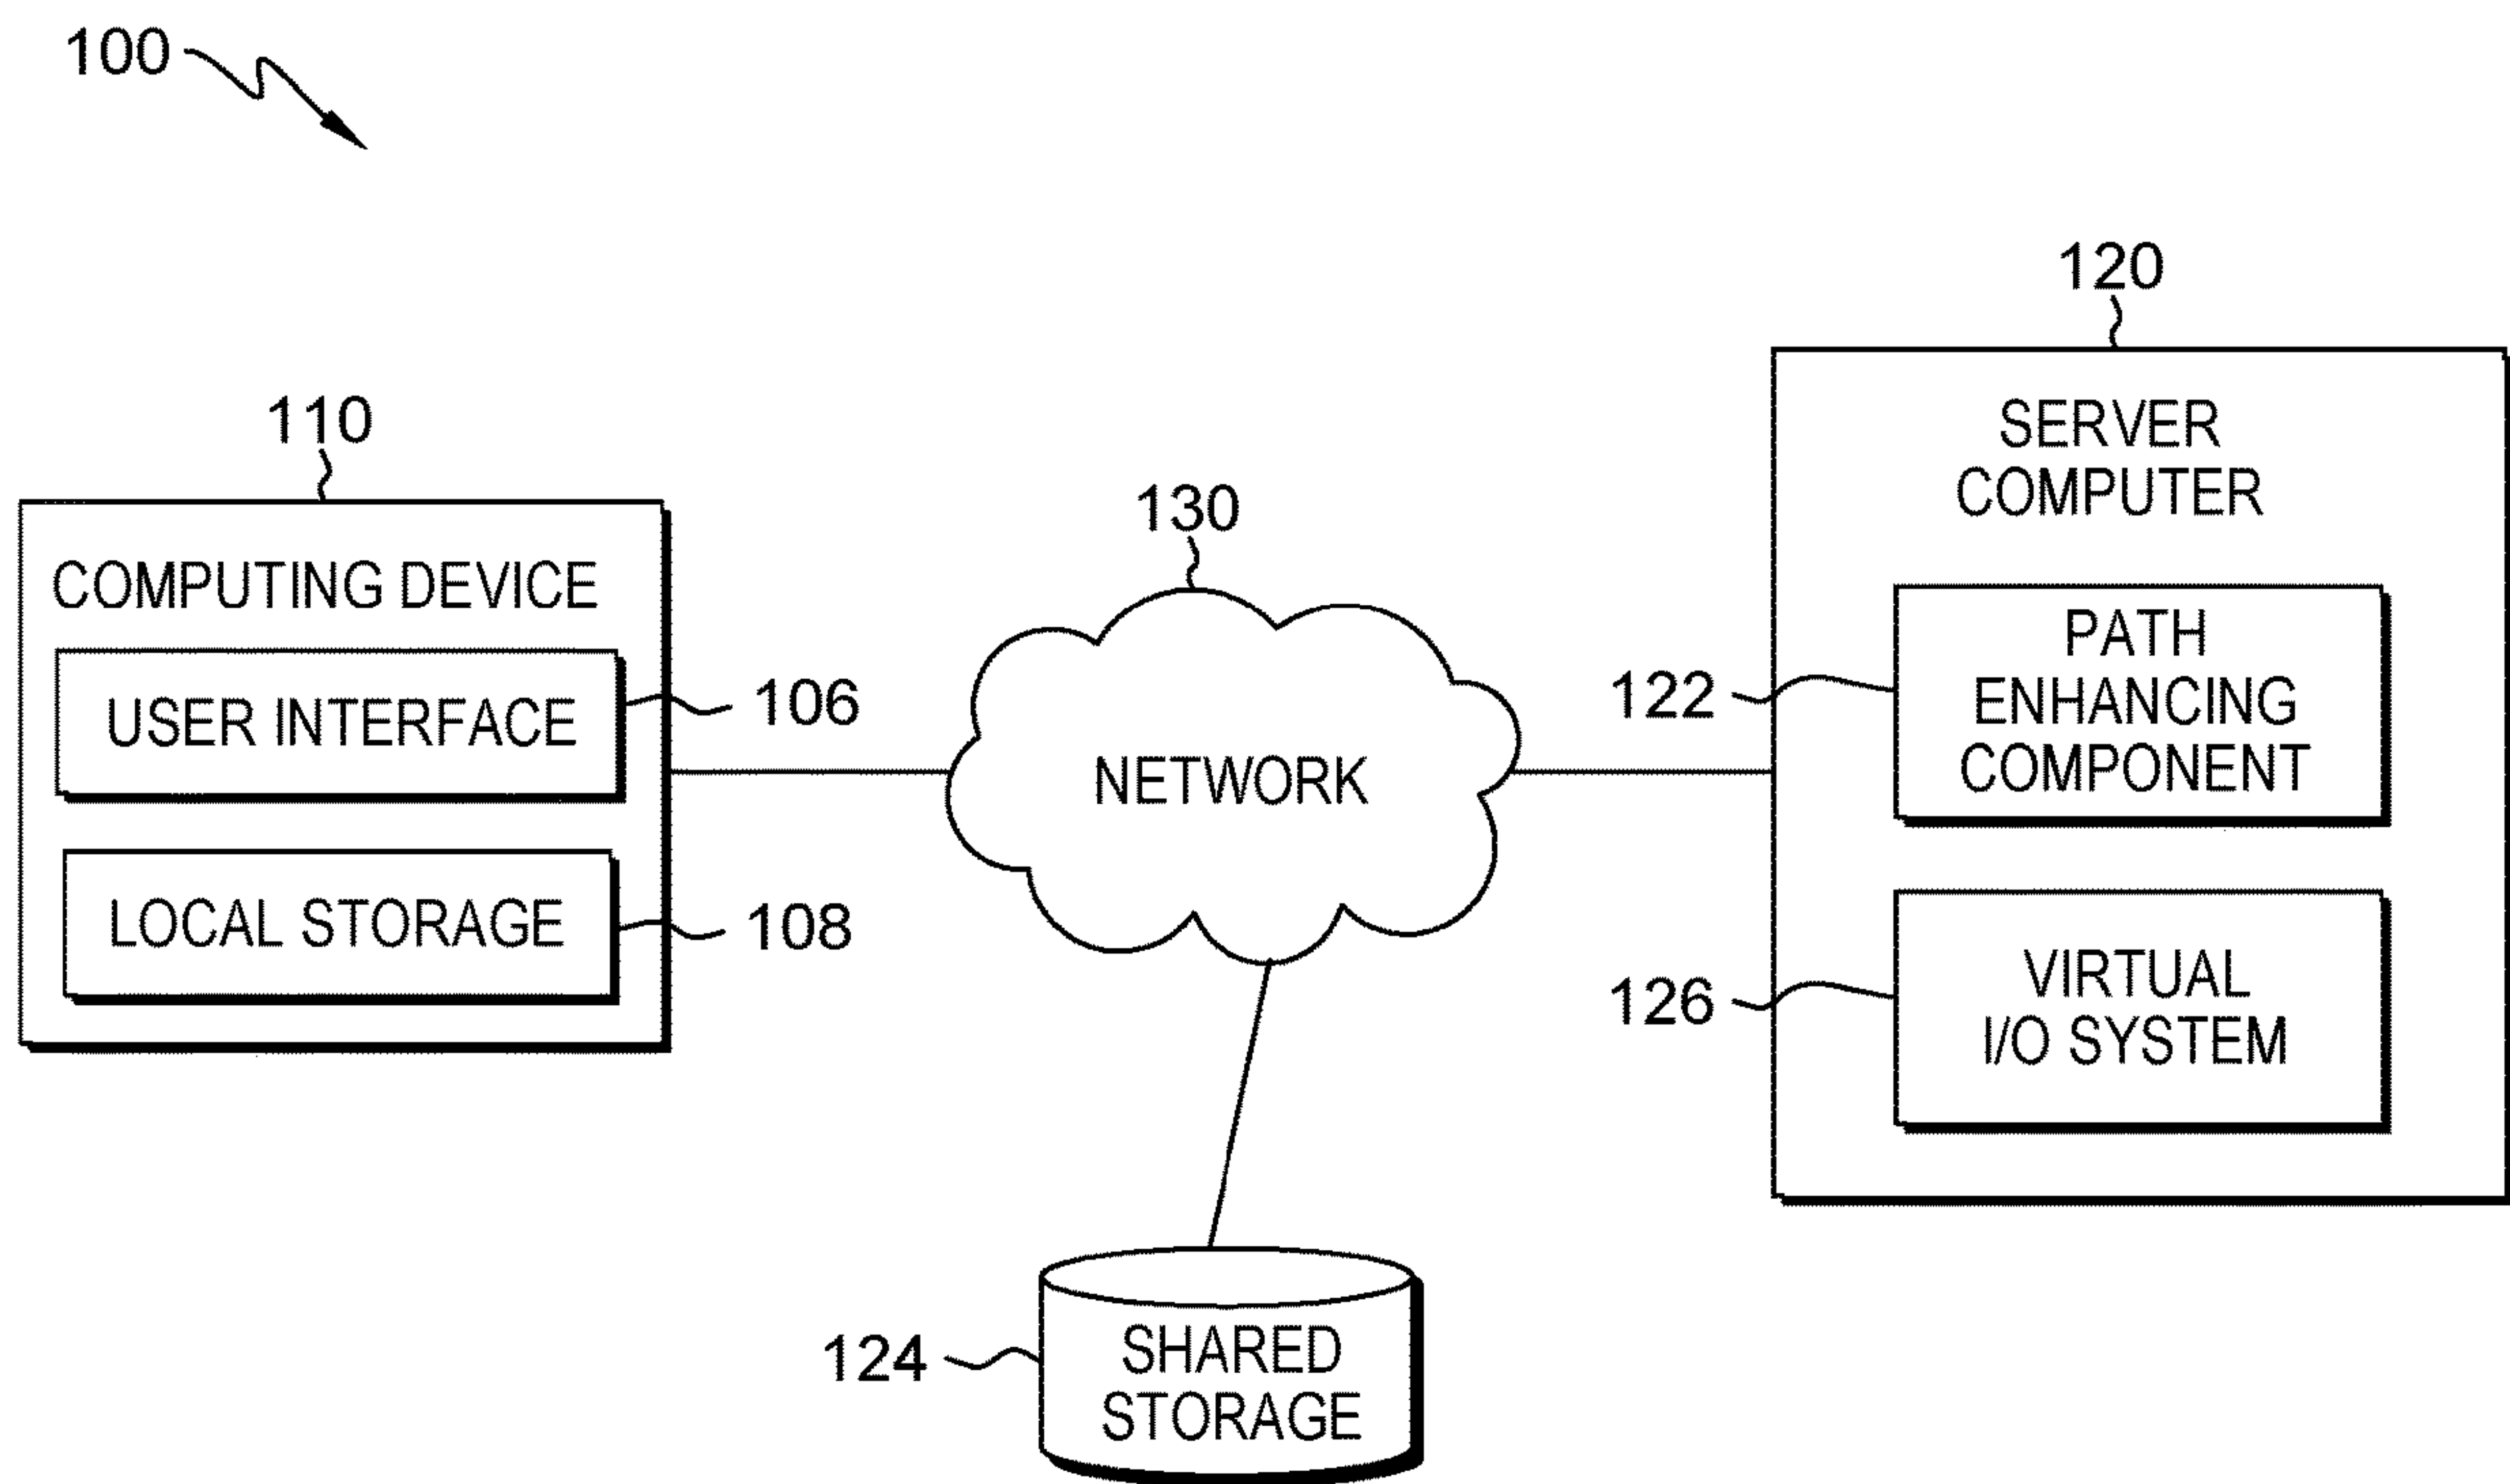 100
110
COMPUTING DEVICE
USER INTERFACE
106
LOCAL STORAGE
108
130
NETWORK
120
SERVER
COMPUTER
122
PATH
ENHANCING
COMPONENT
126
VIRTUAL
I/O SYSTEM
124
SHARED
STORAGE